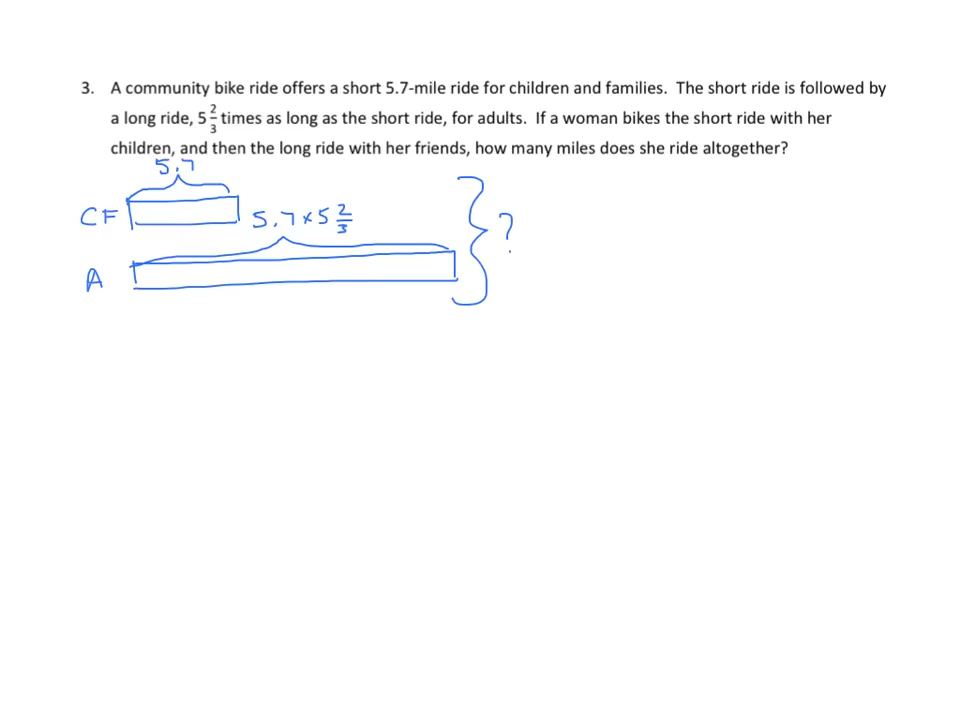 3. A community bike ride offers a short 5.7-mile ride for children and families. The short ride is followed by
a long ride, 5 2/3 times as long as the short ride, for adults. If a woman bikes the short ride with her
children, and then the long ride with her friends, how many miles does she ride altogether?
5.7
CF
5.7 × 5 2/3
?
A